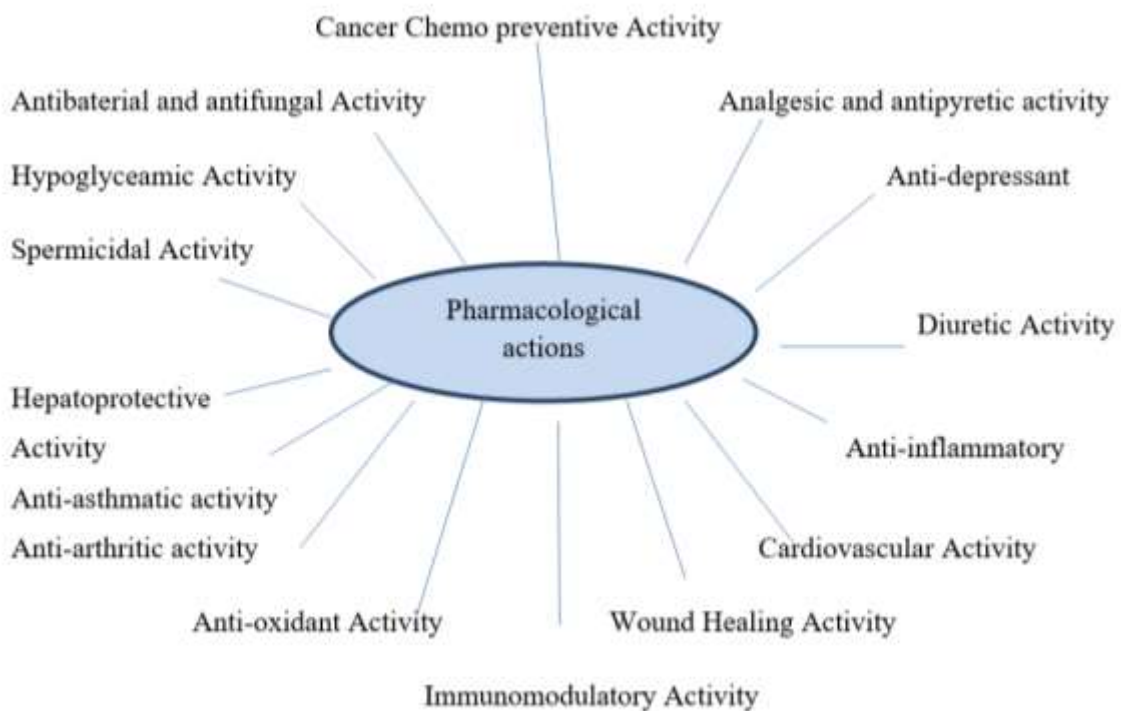 Cancer Chemo preventive Activity
Antibaterial and antifungal Activity
Analgesic and antipyretic activity
Hypoglyceamic Activity
Anti-depressant
Spermicidal Activity
Pharmacological
actions
Diuretic Activity
Hepatoprotective
Activity
Anti-inflammatory
Anti-asthmatic activity
Anti-arthritic activity
Cardiovascular Activity
Anti-oxidant Activity
Wound Healing Activity
Immunomodulatory Activity